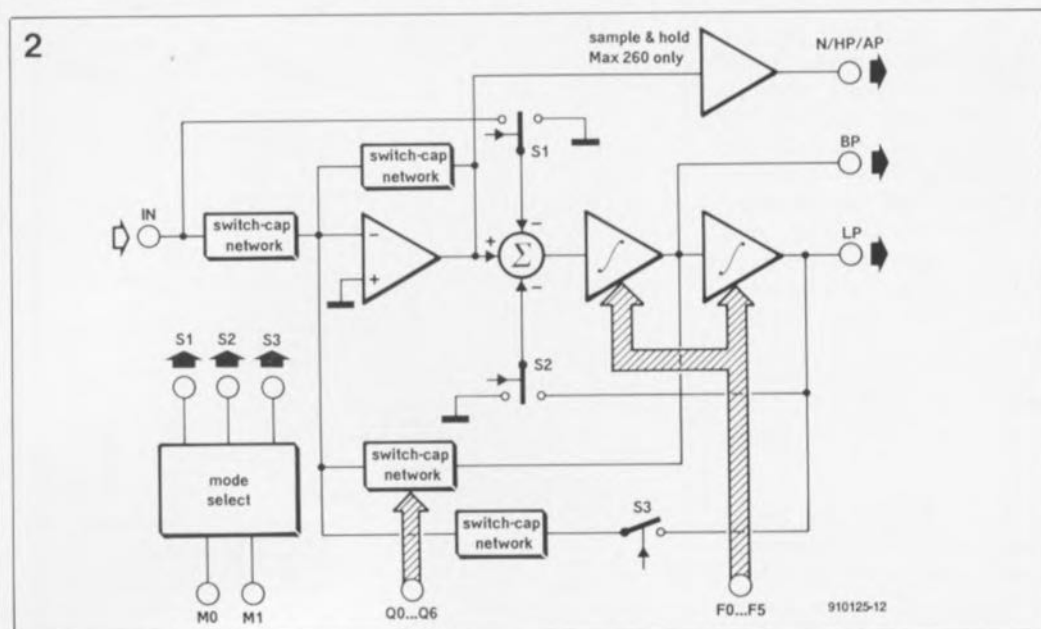 2
sample & hold
Max 260 only
N/HP/AP
S1
BP
switch-cap
network
IN
switch-cap
network
LP
−
+
+
−
Σ
−
∫
∫
S1
S2
S3
S2
mode
select
switch-cap
network
switch-cap
network
S3
M0
M1
Q0...Q6
F0...F5
910125-12